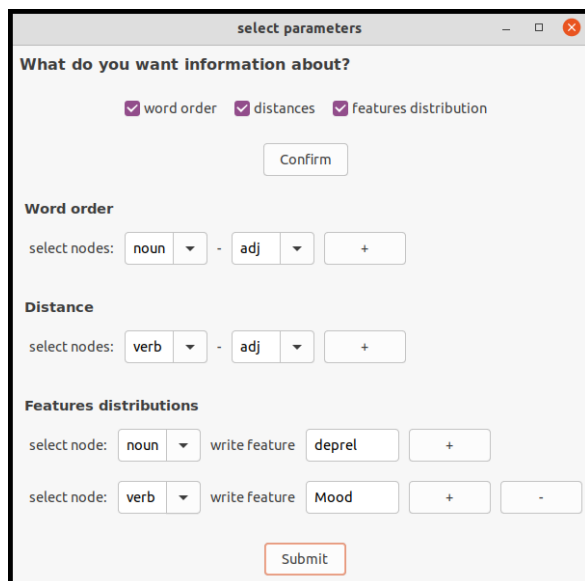 select parameters
What do you want information about?
word order distances features distribution
Confirm
Word order
select nodes: noun - adj +
Distance
select nodes: verb - adj +
Features distributions
select node: noun write feature deprel +
select node: verb write feature Mood + -
Submit